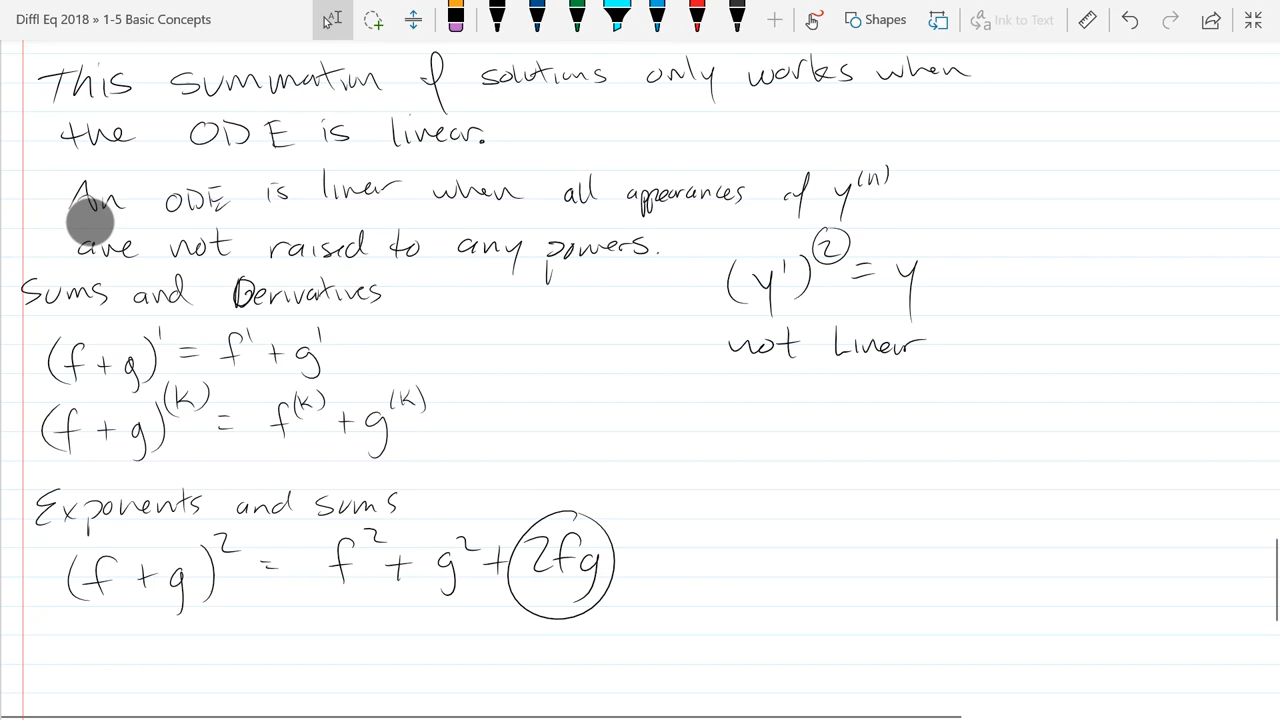 Diffl Eq 2018 » 1-5 Basic Concepts
Shapes
Ink to Text
This summation of solutions only works when
the ODE is linear.
An ODE is linear when all appearances of y^(n)
are not raised to any powers.
(y')^2 = y
not Linear
Sums and Derivatives
(f + g)' = f' + g'
(f + g)^(k) = f^(k) + g^(k)
Exponents and sums
(f + g)^2 = f^2 + g^2 + 2fg